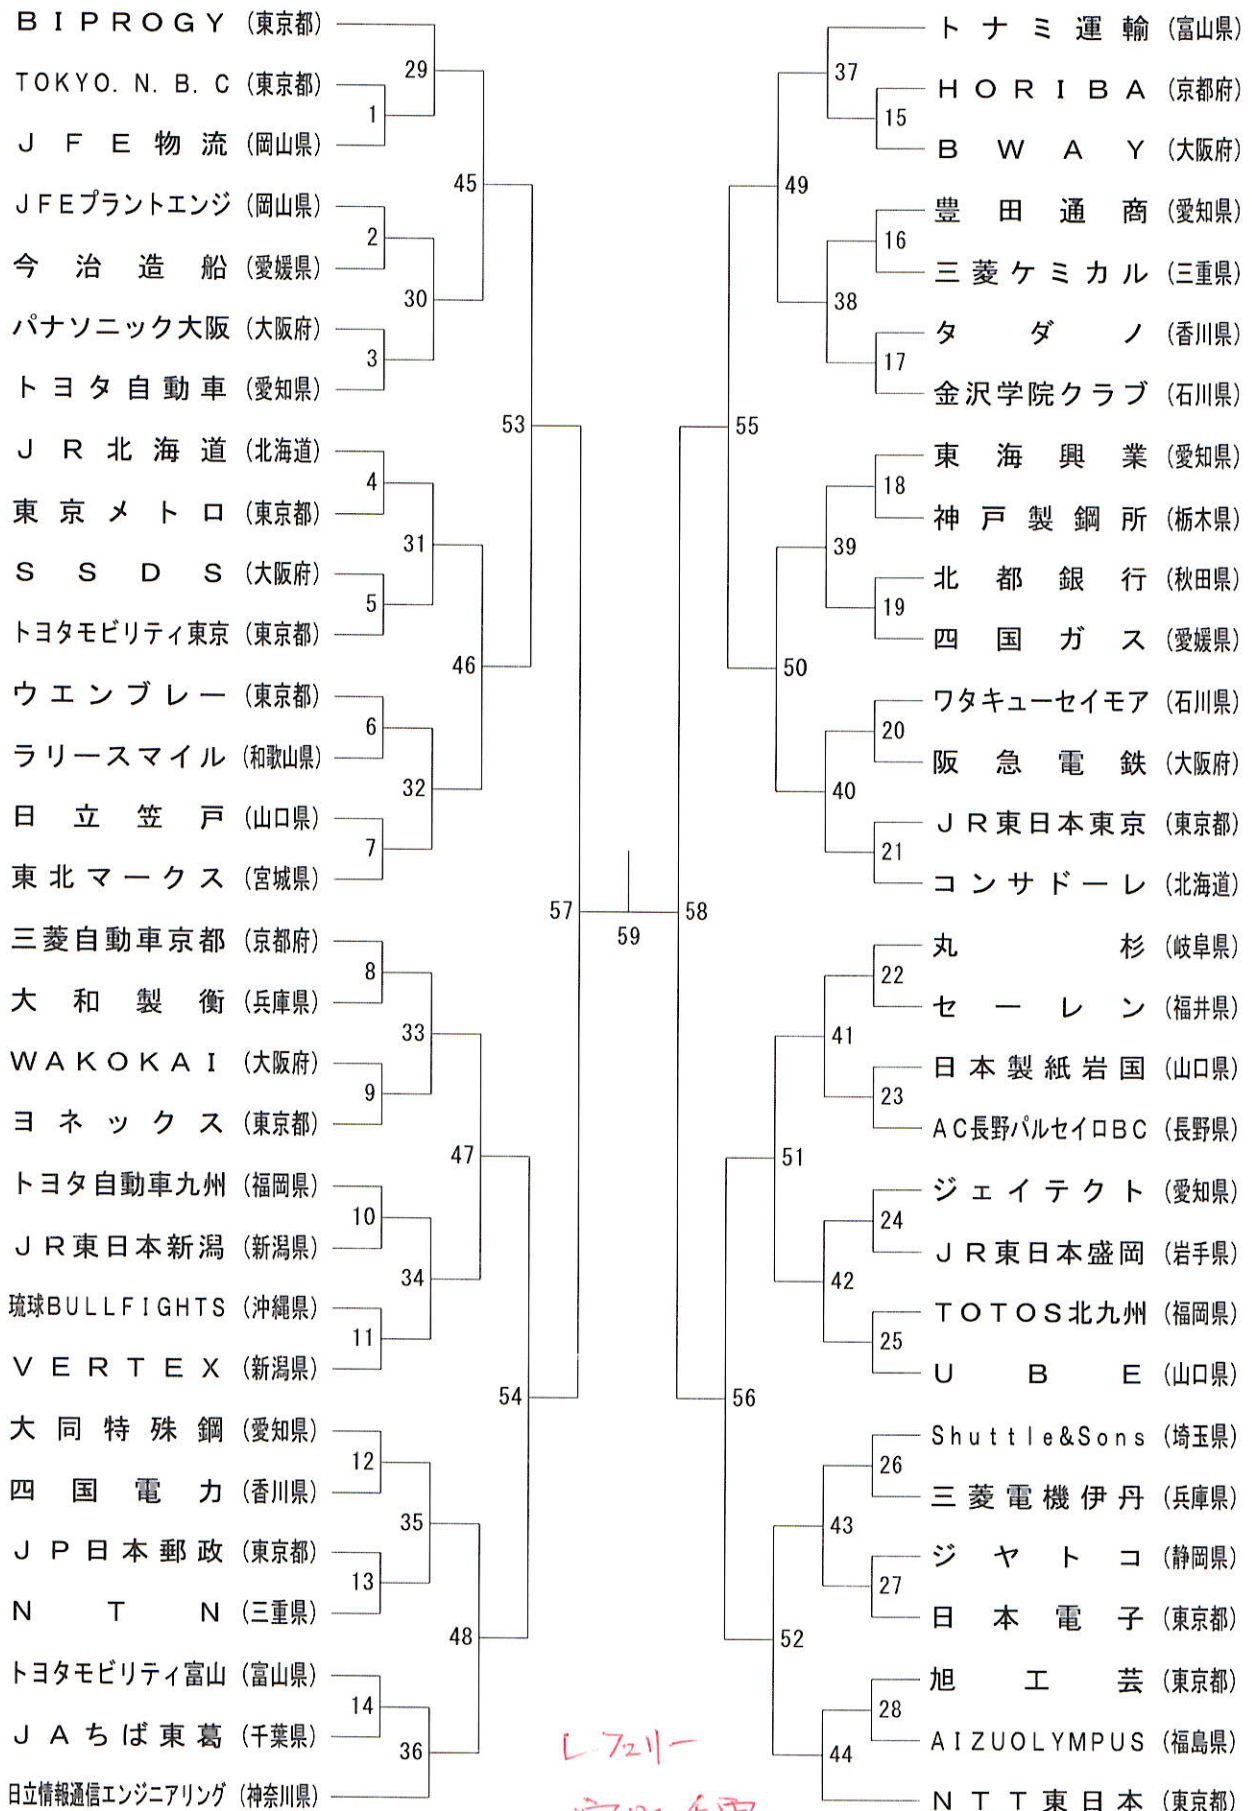 BIPROGY (東京都)
29
TOKYO. N. B. C (東京都)
1
JFE物流 (岡山県)
45
JFEプラントエンジ (岡山県)
2
今治造船 (愛媛県)
30
パナソニック大阪 (大阪府)
3
トヨタ自動車 (愛知県)
53
JR北海道 (北海道)
4
東京メトロ (東京都)
31
SSDS (大阪府)
5
トヨタモビリティ東京 (東京都)
46
ウエンブレー (東京都)
6
ラリースマイル (和歌山県)
32
日立笠戸 (山口県)
7
東北マークス (宮城県)
57
三菱自動車京都 (京都府)
8
大和製衡 (兵庫県)
33
WAKOKAI (大阪府)
9
ヨネックス (東京都)
47
トヨタ自動車九州 (福岡県)
10
JR東日本新潟 (新潟県)
34
琉球BULLFIGHTS (沖縄県)
11
VERTEX (新潟県)
54
大同特殊鋼 (愛知県)
12
四国電力 (香川県)
35
JP日本郵政 (東京都)
13
NTN (三重県)
48
トヨタモビリティ富山 (富山県)
14
JAちば東葛 (千葉県)
36
日立情報通信エンジニアリング (神奈川県)
59
トナミ運輸 (富山県)
37
HORIBA (京都府)
15
BWAY (大阪府)
49
豊田通商 (愛知県)
16
三菱ケミカル (三重県)
38
タダノ (香川県)
17
金沢学院クラブ (石川県)
55
東海興業 (愛知県)
18
神戸製鋼所 (栃木県)
39
北都銀行 (秋田県)
19
四国ガス (愛媛県)
50
ワタキューセイモア (石川県)
20
阪急電鉄 (大阪府)
40
JR東日本東京 (東京都)
21
コンサドーレ (北海道)
58
丸杉 (岐阜県)
22
セーレン (福井県)
41
日本製紙岩国 (山口県)
23
AC長野パルセイロBC (長野県)
51
ジェイテクト (愛知県)
24
JR東日本盛岡 (岩手県)
42
TOTOS北九州 (福岡県)
25
UBE (山口県)
56
Shuttle&Sons (埼玉県)
26
三菱電機伊丹 (兵庫県)
43
ジヤトコ (静岡県)
27
日本電子 (東京都)
52
旭工芸 (東京都)
28
AIZUOLYMPUS (福島県)
44
NTT東日本 (東京都)
レフェリー